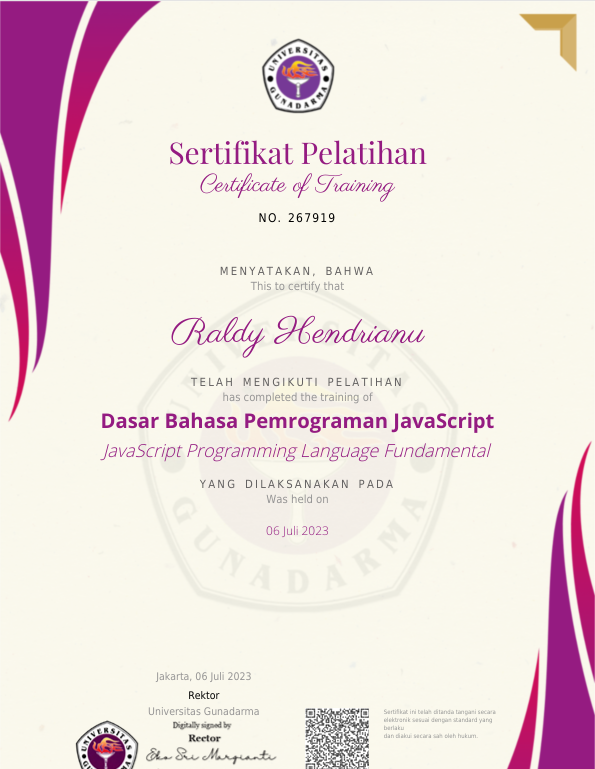 UNIVERSITAS
GUNADARMA
Sertifikat Pelatihan
Certificate of Training
NO. 267919
MENYATAKAN, BAHWA
This to certify that
Raldy Hendrianu
TELAH MENGIKUTI PELATIHAN
has completed the training of
Dasar Bahasa Pemrograman JavaScript
JavaScript Programming Language Fundamental
YANG DILAKSANAKAN PADA
Was held on
06 Juli 2023
UNIVERSITAS
GUNADARMA
Jakarta, 06 Juli 2023
Rektor
Universitas Gunadarma
Digitally signed by
Rector
Eko Sri Margianti
UNIVERSITAS
Sertifikat ini telah ditanda tangani secara
elektronik sesuai dengan standard yang
berlaku
dan diakui secara sah oleh hukum.